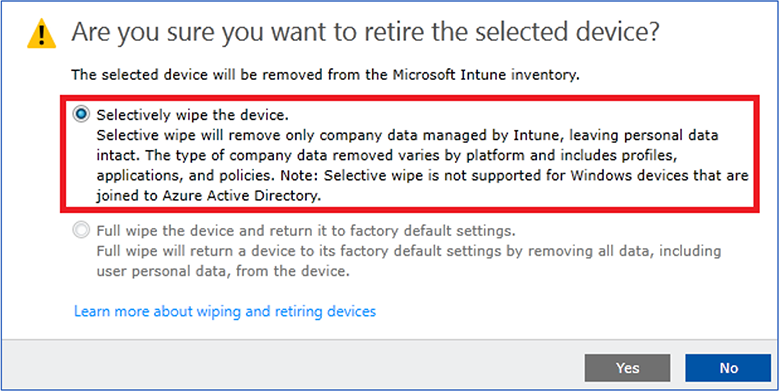 Are you sure you want to retire the selected device?
The selected device will be removed from the Microsoft Intune inventory.
Selectively wipe the device.
Selective wipe will remove only company data managed by Intune, leaving personal data
intact. The type of company data removed varies by platform and includes profiles,
applications, and policies. Note: Selective wipe is not supported for Windows devices that are
joined to Azure Active Directory.
Full wipe the device and return it to factory default settings.
Full wipe will return a device to its factory default settings by removing all data, including
user personal data, from the device.
Learn more about wiping and retiring devices
Yes
No